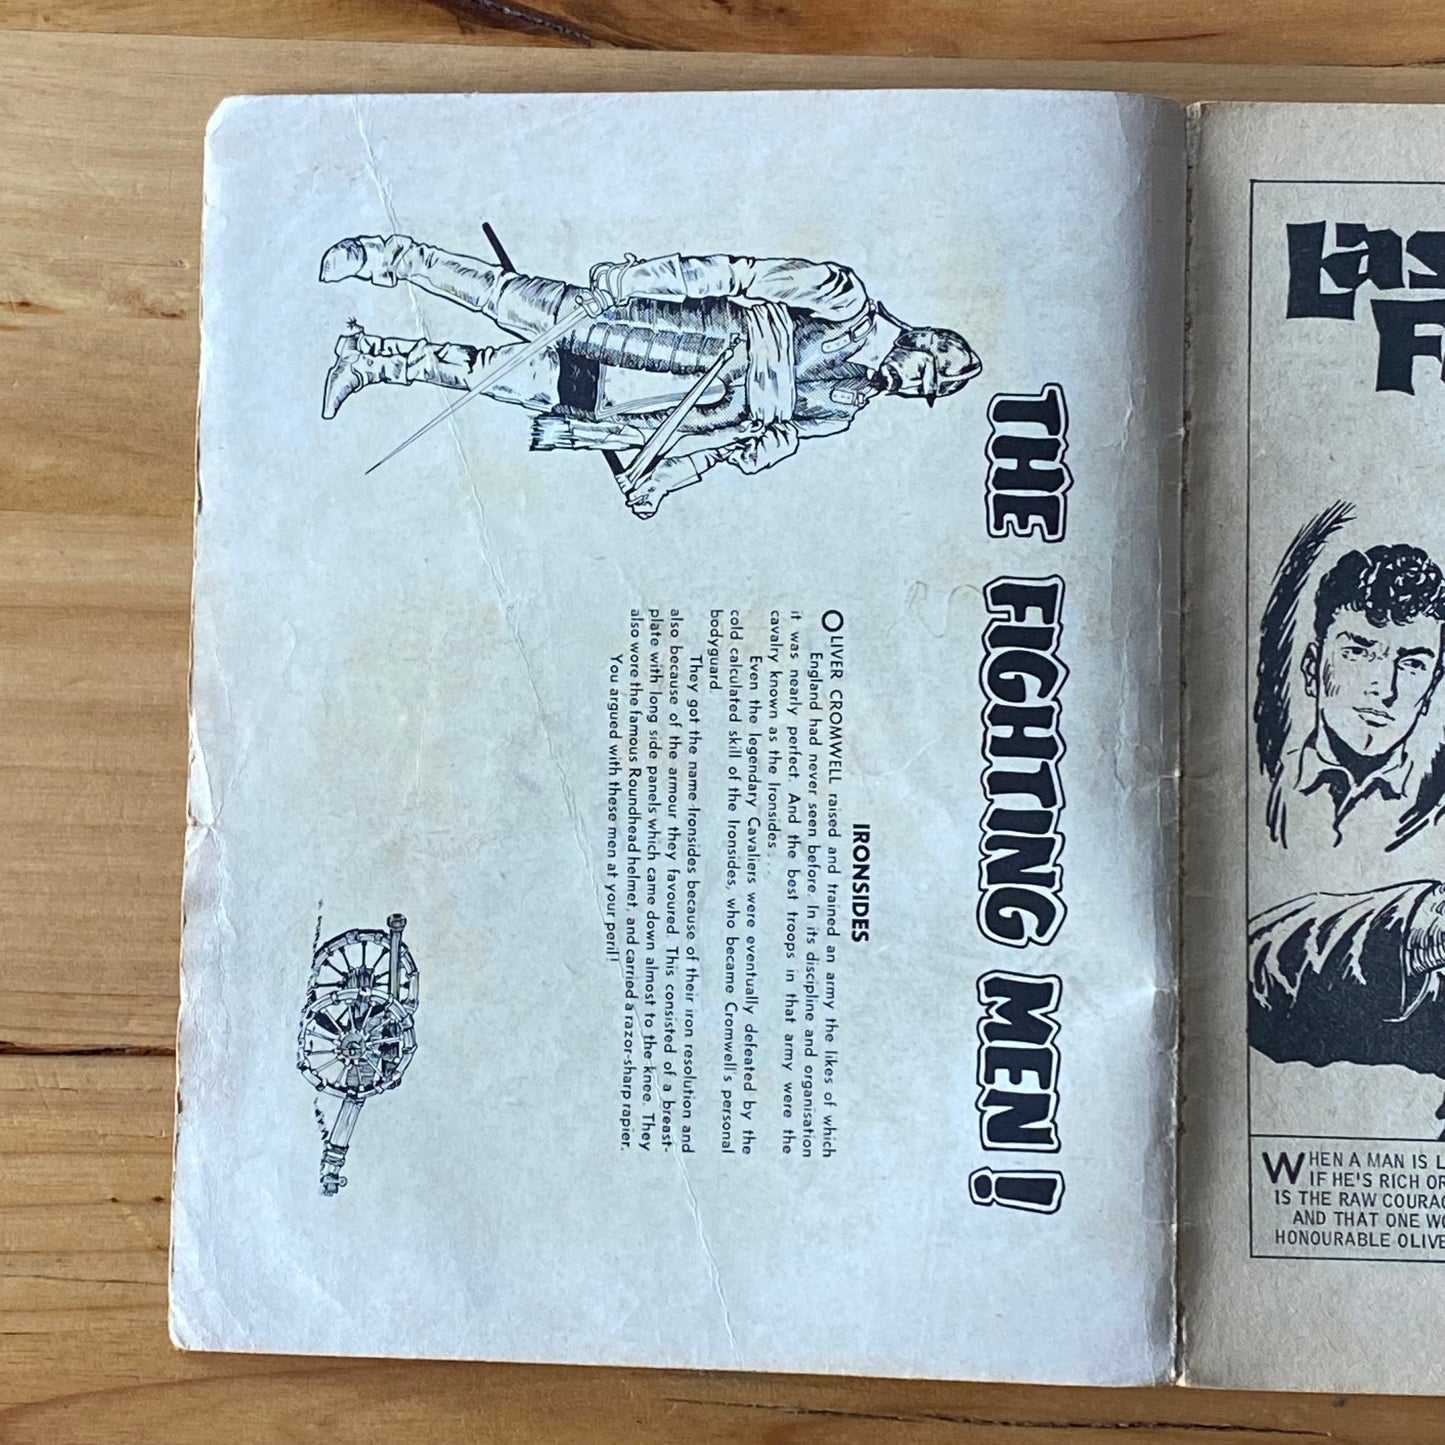 THE FIGHTING MEN!
IRONSIDES
OLIVER CROMWELL raised and trained an army the likes of which
England had never seen before. In its discipline and organisation
it was nearly perfect. And the best troops in that army were the
cavalry known as the Ironsides . . .
Even the legendary Cavaliers were eventually defeated by the
cold calculated skill of the Ironsides, who became Cromwell's personal
bodyguard.
They got the name Ironsides because of their iron resolution and
also because of the armour they favoured. This consisted of a breast-
plate with long side panels which came down almost to the knee. They
also wore the famous Roundhead helmet, and carried a razor-sharp rapier.
You argued with these men at your peril!
WHEN A MAN IS
IF HE'S RICH OR
IS THE RAW
AND THAT ONE
HONOURABLE